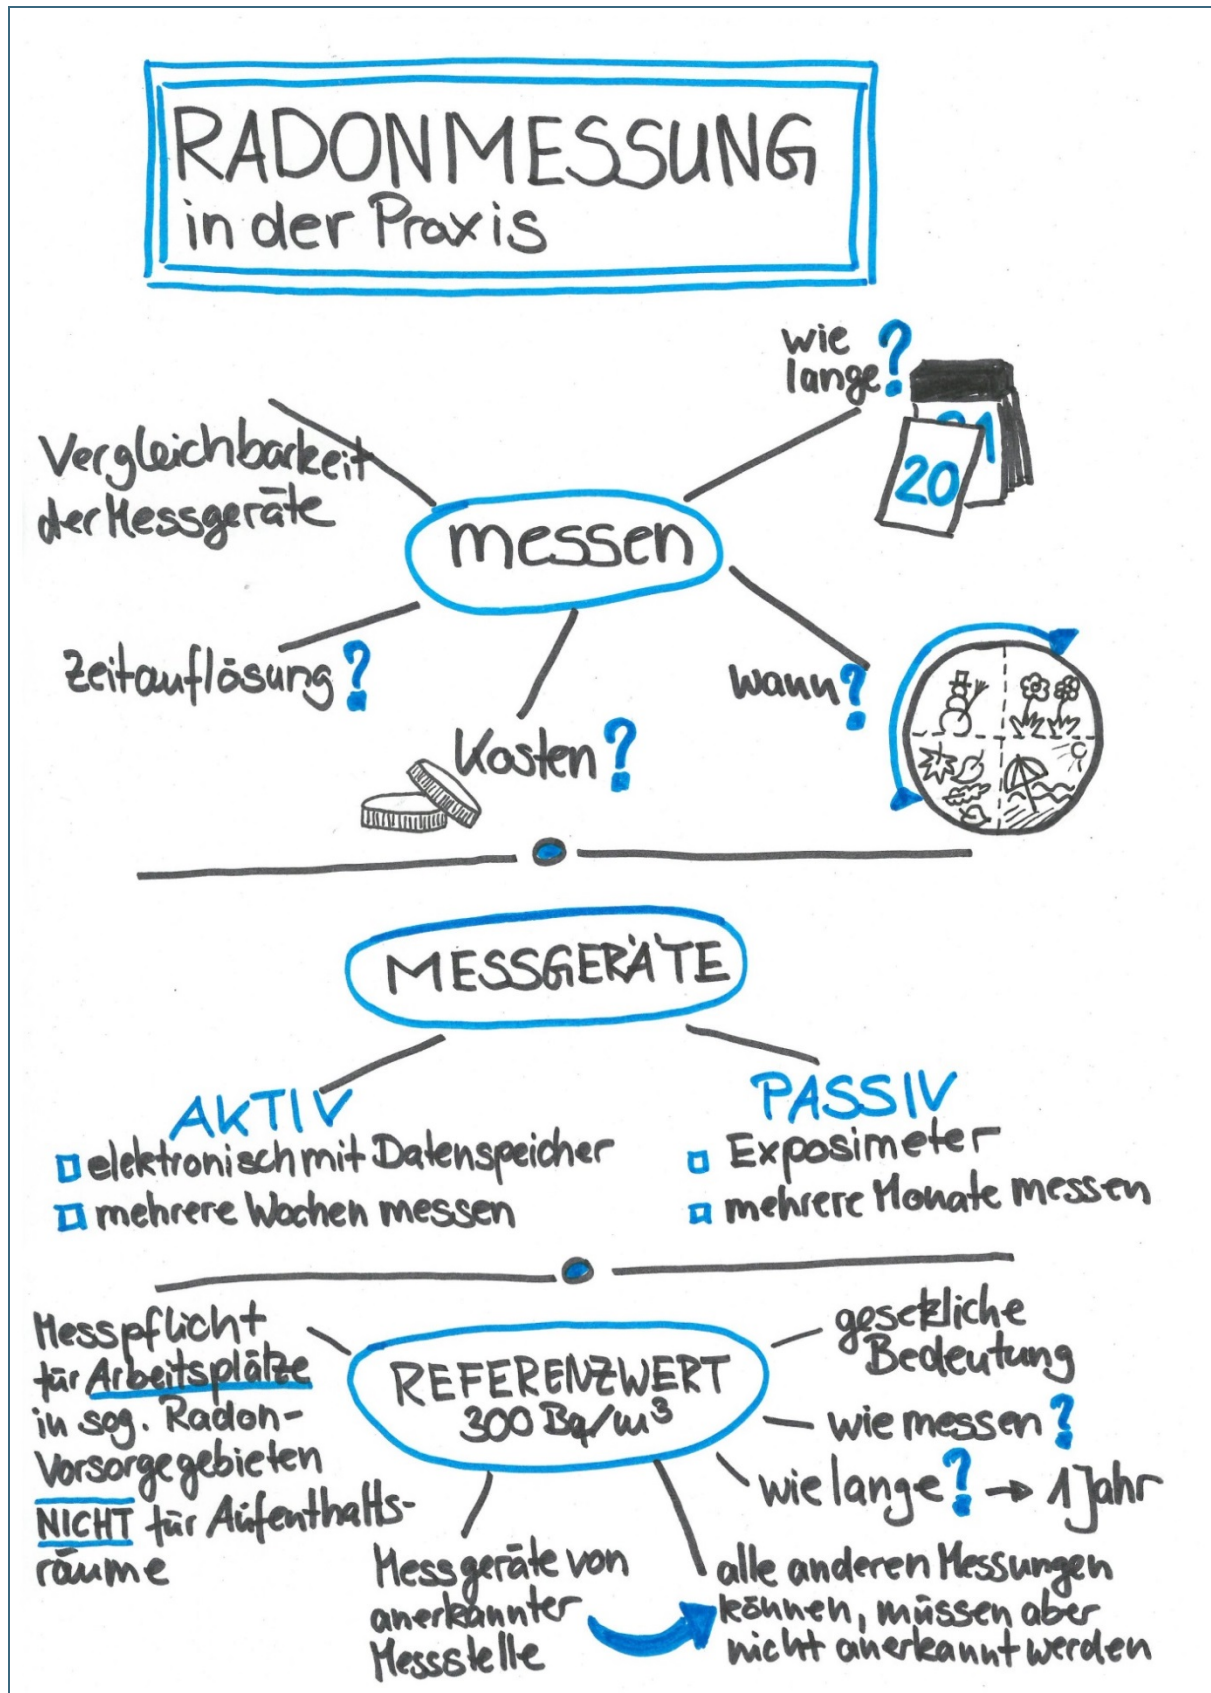 RADONMESSUNG
in der Praxis
wie
lange?
21
20
Vergleichbarkeit
der Messgeräte
messen
Zeitauflösung?
Kosten?
wann?
MESSGERÄTE
AKTIV
elektronisch mit Datenspeicher
mehrere Wochen messen
PASSIV
Exposimeter
mehrere Monate messen
Messpflicht
für Arbeitsplätze
in sog. Radon-
Vorsorgegebieten
NICHT für Aufenthalts-
räume
REFERENZWERT
300 Bq/m³
gesetzliche
Bedeutung
wie messen?
wie lange? → 1 Jahr
Messgeräte von
anerkannter
Messstelle
alle anderen Messungen
können, müssen aber
nicht anerkannt werden